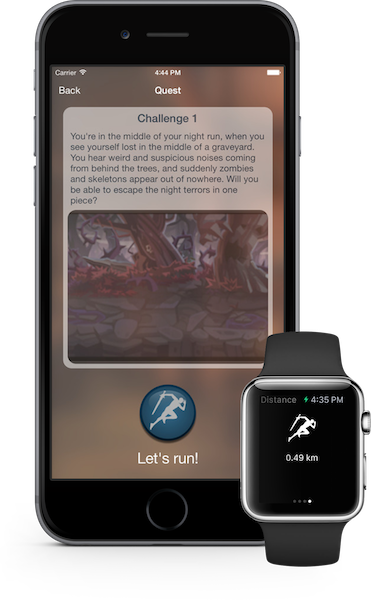 Carrier 4:44 PM
Back Quest
Challenge 1
You're in the middle of your night run, when you
see yourself lost in the middle of a graveyard.
You hear weird and suspicious noises coming
from behind the trees, and suddenly zombies
and skeletons appear out of nowhere. Will you
be able to escape the night terrors in one
piece?
Let's run!
Distance 4:35 PM
0.49 km